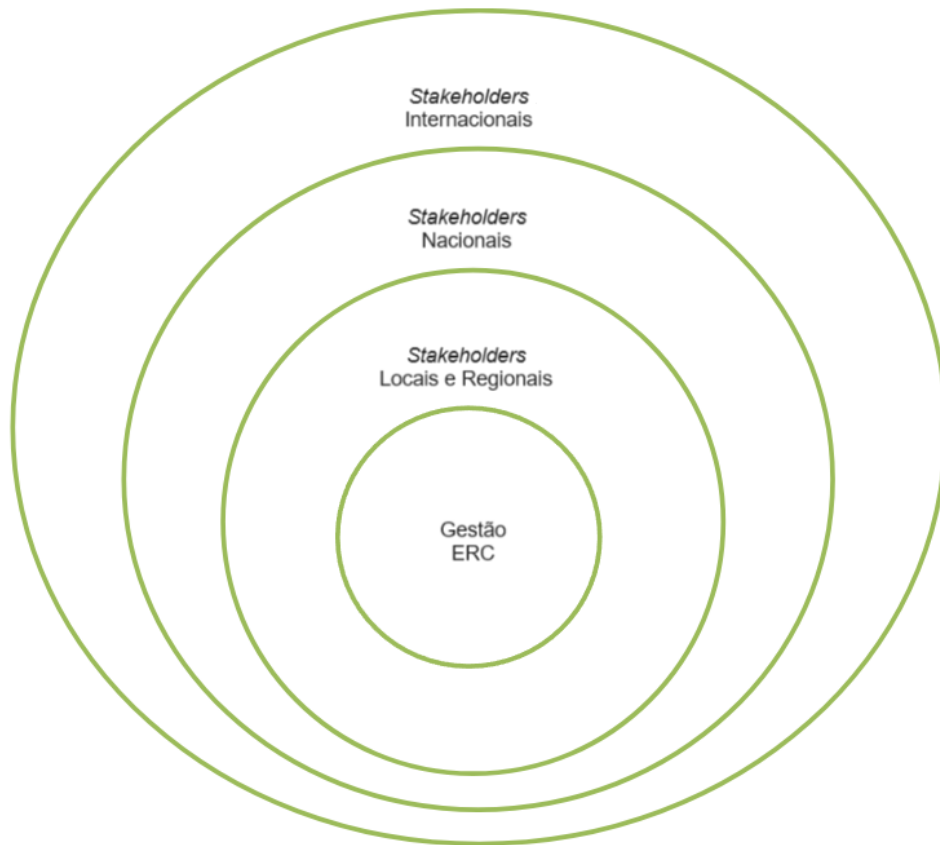 Stakeholders
Internacionais
Stakeholders
Nacionais
Stakeholders
Locais e Regionais
Gestão
ERC